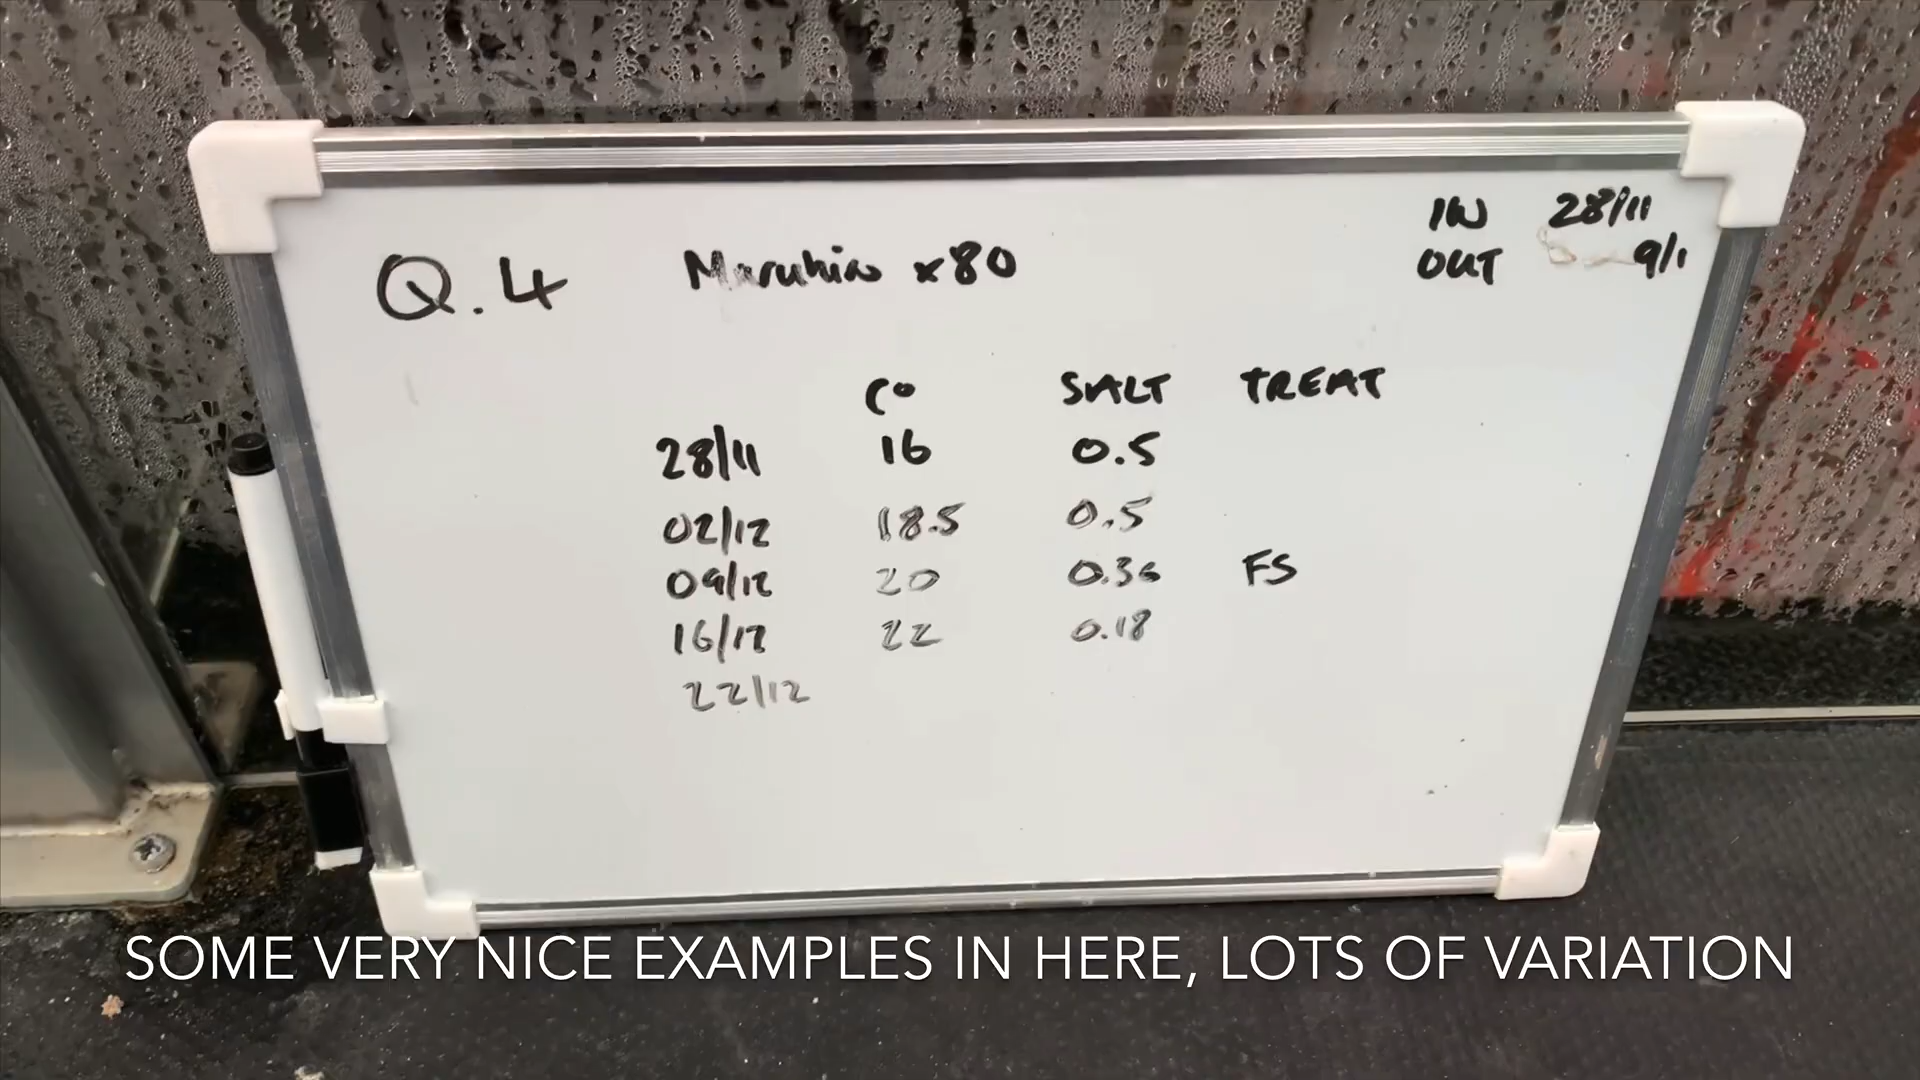 Q.4 Maruhiro x80
IN 28/11
OUT 9/1
C° SALT TREAT
28/11 16 0.5
02/12 18.5 0.5
09/12 20 0.36 FS
16/12 22 0.18
22/12
SOME VERY NICE EXAMPLES IN HERE, LOTS OF VARIATION